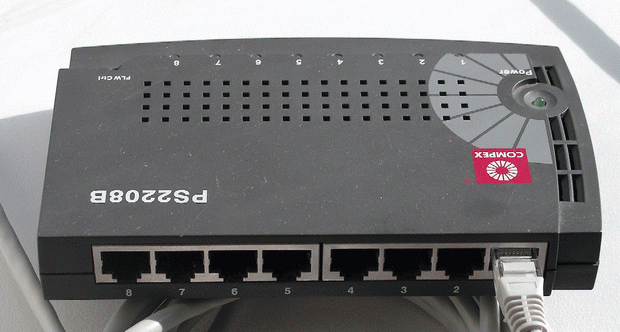 8 7 6 5 4 3 2 1
FLW Ctrl
Power
COMPEX
PS2208B
8 7 6 5 4 3 2